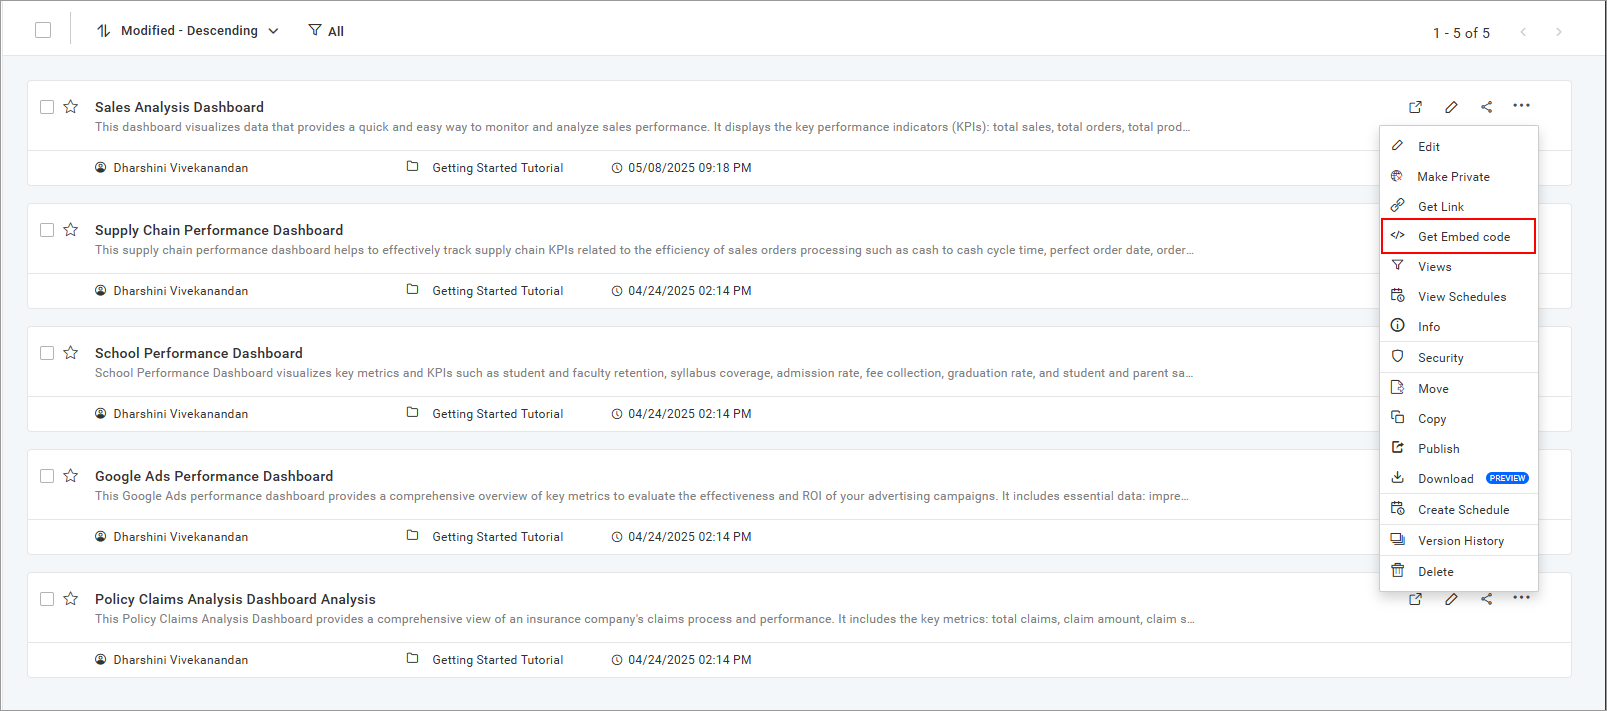 Modified - Descending
All
1 - 5 of 5
Sales Analysis Dashboard
This dashboard visualizes data that provides a quick and easy way to monitor and analyze sales performance. It displays the key performance indicators (KPIs): total sales, total orders, total prod...
Dharshini Vivekanandan
Getting Started Tutorial
05/08/2025 09:18 PM
Supply Chain Performance Dashboard
This supply chain performance dashboard helps to effectively track supply chain KPIs related to the efficiency of sales orders processing such as cash to cash cycle time, perfect order date, order...
Dharshini Vivekanandan
Getting Started Tutorial
04/24/2025 02:14 PM
School Performance Dashboard
School Performance Dashboard visualizes key metrics and KPIs such as student and faculty retention, syllabus coverage, admission rate, fee collection, graduation rate, and student and parent sa...
Dharshini Vivekanandan
Getting Started Tutorial
04/24/2025 02:14 PM
Google Ads Performance Dashboard
This Google Ads performance dashboard provides a comprehensive overview of key metrics to evaluate the effectiveness and ROI of your advertising campaigns. It includes essential data: impre...
Dharshini Vivekanandan
Getting Started Tutorial
04/24/2025 02:14 PM
Policy Claims Analysis Dashboard Analysis
This Policy Claims Analysis Dashboard provides a comprehensive view of an insurance company's claims process and performance. It includes the key metrics: total claims, claim amount, claim s...
Dharshini Vivekanandan
Getting Started Tutorial
04/24/2025 02:14 PM
Edit
Make Private
Get Link
Get Embed code
Views
View Schedules
Info
Security
Move
Copy
Publish
Download PREVIEW
Create Schedule
Version History
Delete